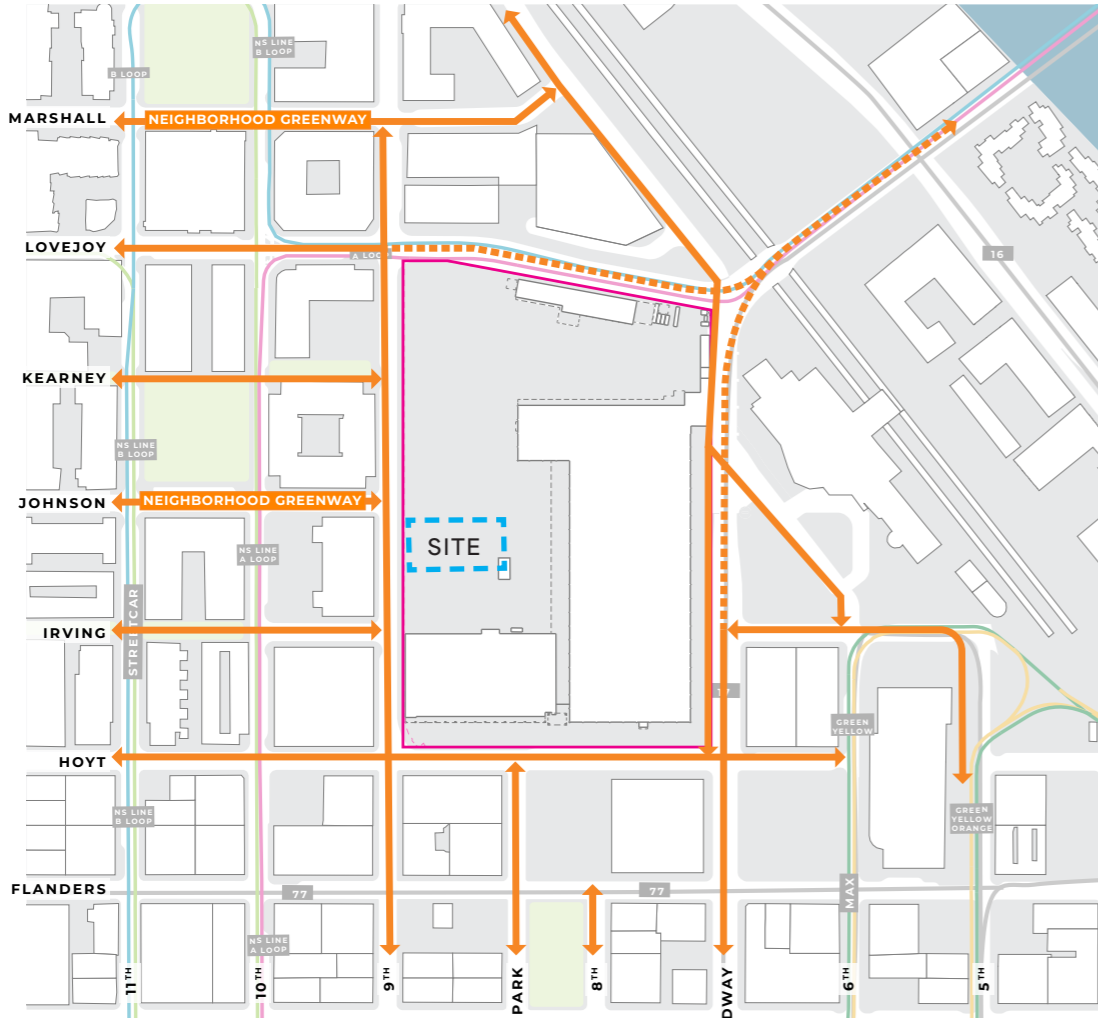 NS LINE
B LOOP
B LOOP
MARSHALL
NEIGHBORHOOD GREENWAY
LOVEJOY
A LOOP
16
KEARNEY
NS LINE
B LOOP
JOHNSON
NEIGHBORHOOD GREENWAY
SITE
NS LINE
A LOOP
STREETCAR
IRVING
17
GREEN
YELLOW
HOYT
NS LINE
B LOOP
GREEN
YELLOW
ORANGE
FLANDERS
77
77
MAX
NS LINE
A LOOP
11TH
10TH
9TH
PARK
8TH
DWAY
6TH
5TH